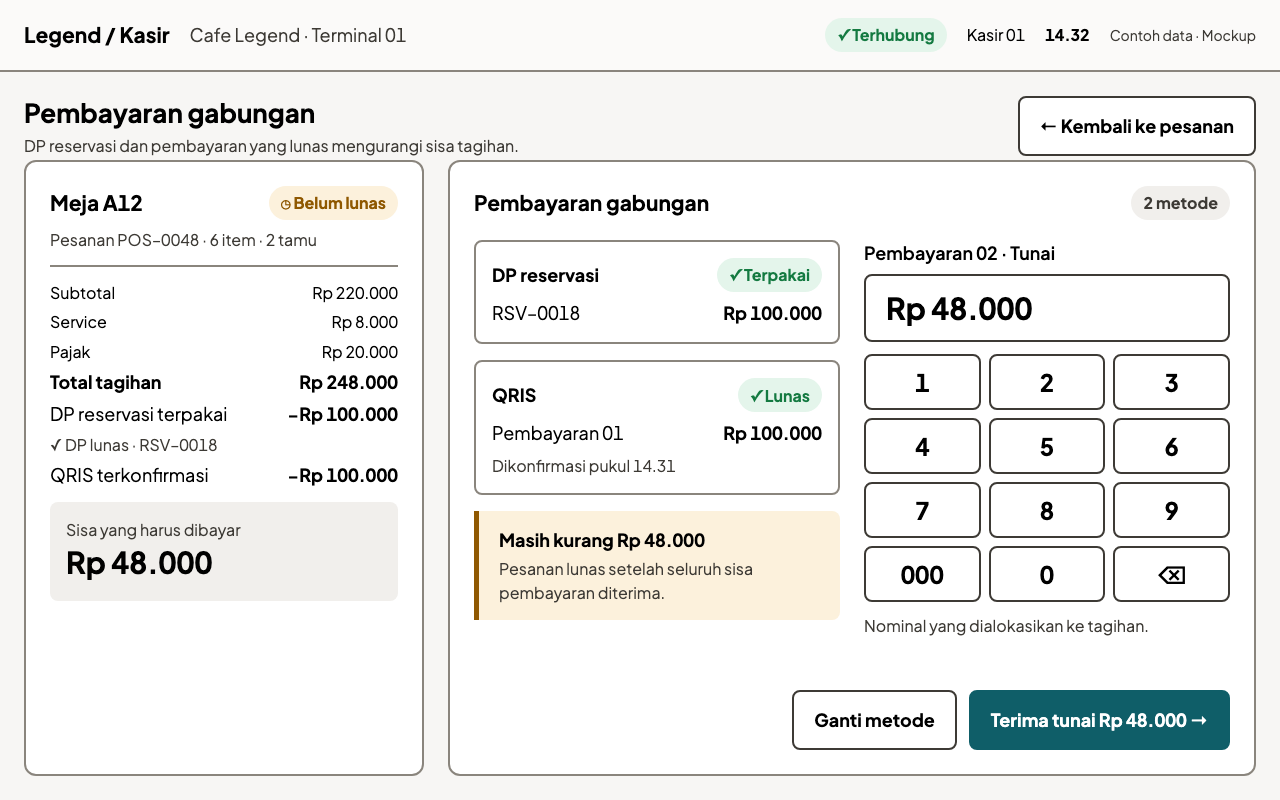 Legend / Kasir Cafe Legend · Terminal 01 ✓Terhubung Kasir 01 14.32 Contoh data · Mockup
Pembayaran gabungan
DP reservasi dan pembayaran yang lunas mengurangi sisa tagihan.
← Kembali ke pesanan
Meja A12 ◷ Belum lunas
Pesanan POS-0048 · 6 item · 2 tamu
Subtotal Rp 220.000
Service Rp 8.000
Pajak Rp 20.000
Total tagihan Rp 248.000
DP reservasi terpakai −Rp 100.000
✓ DP lunas · RSV-0018
QRIS terkonfirmasi −Rp 100.000
Sisa yang harus dibayar
Rp 48.000
Pembayaran gabungan 2 metode
DP reservasi ✓Terpakai
RSV-0018 Rp 100.000
QRIS ✓Lunas
Pembayaran 01 Rp 100.000
Dikonfirmasi pukul 14.31
Masih kurang Rp 48.000
Pesanan lunas setelah seluruh sisa
pembayaran diterima.
Pembayaran 02 · Tunai
Rp 48.000
1 2 3
4 5 6
7 8 9
000 0 ⌫
Nominal yang dialokasikan ke tagihan.
Ganti metode Terima tunai Rp 48.000 →